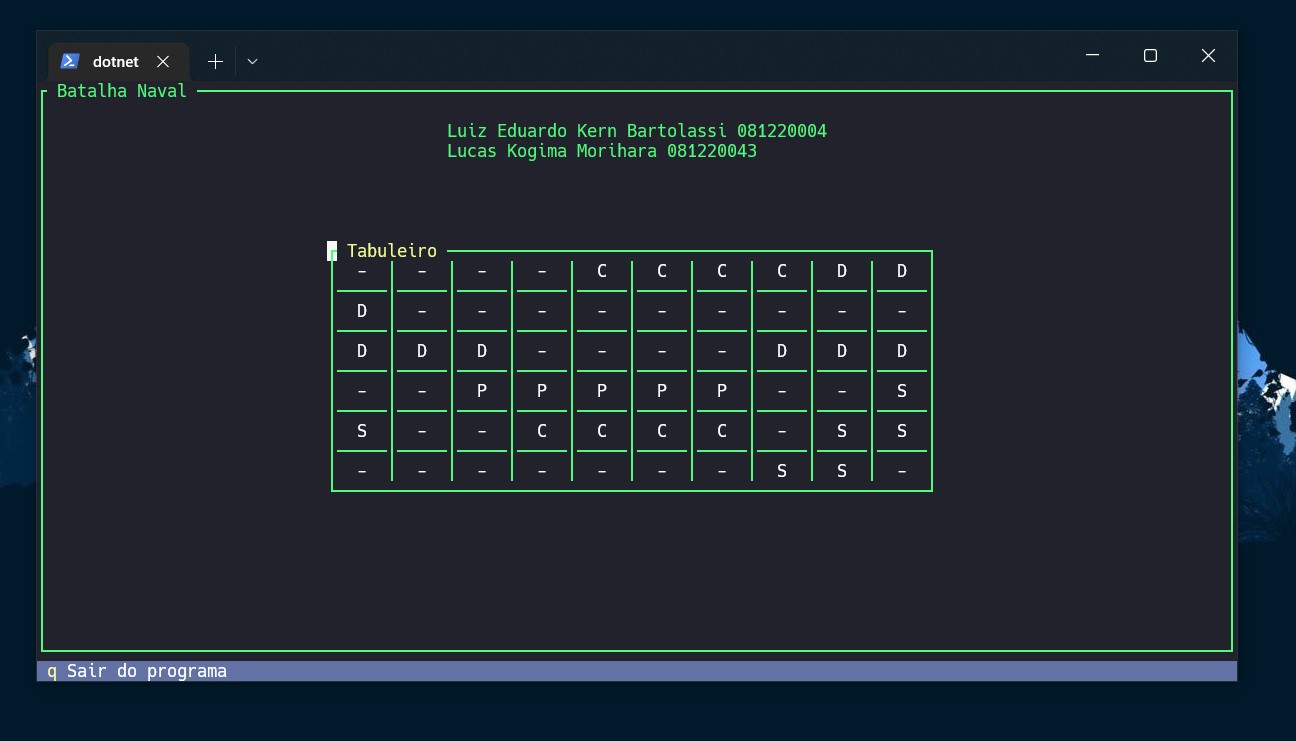 dotnet
Batalha Naval
Luiz Eduardo Kern Bartolassi 081220004
Lucas Kogima Morihara 081220043
Tabuleiro
- - - - C C C C D D
D - - - - - - - - -
D D D - - - - D D D
- - P P P P P - - S
S - - C C C C - S S
- - - - - - - S S -
q Sair do programa